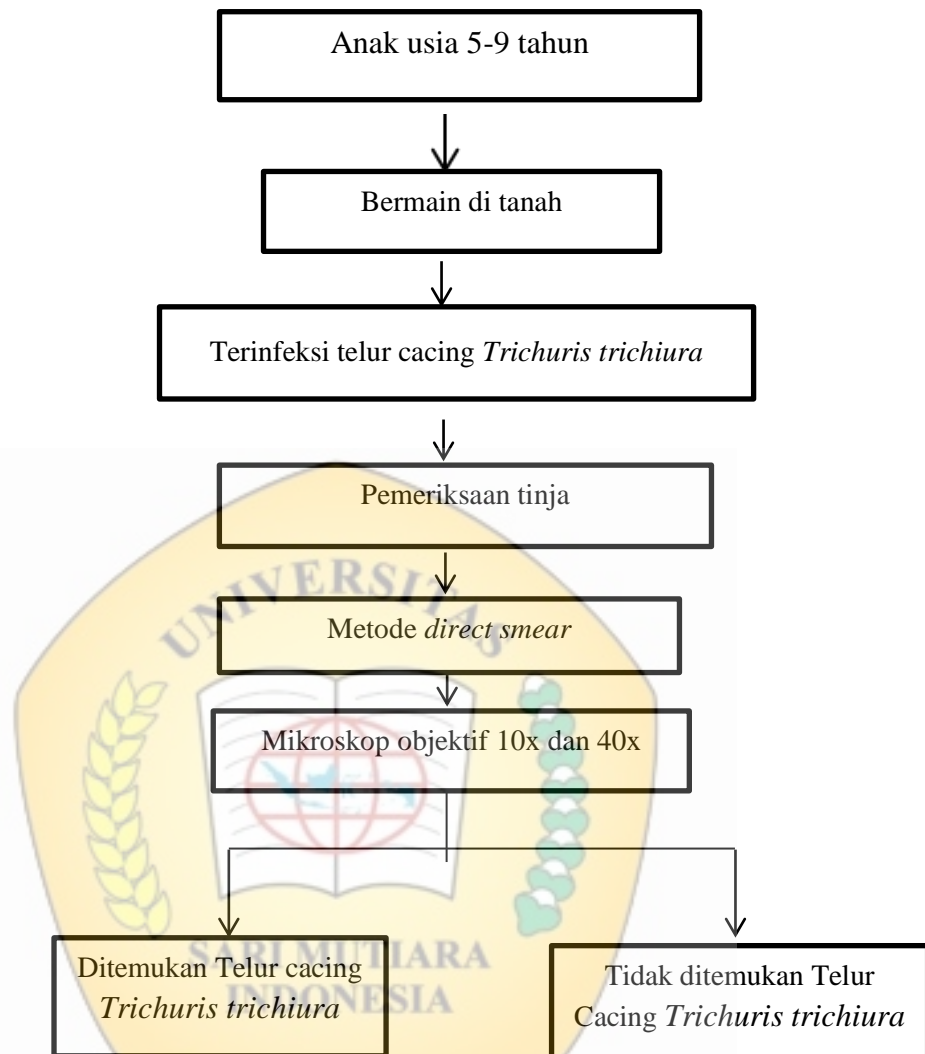 Anak usia 5-9 tahun
Bermain di tanah
Terinfeksi telur cacing Trichuris trichiura
Pemeriksaan tinja
UNIVERSITAS
Metode direct smear
Mikroskop objektif 10x dan 40x
SARI MUTIARA
INDONESIA
Ditemukan Telur cacing
Trichuris trichiura
Tidak ditemukan Telur
Cacing Trichuris trichiura